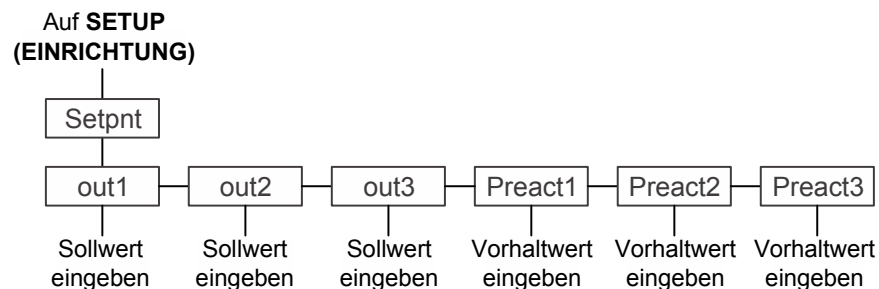 Auf SETUP
(EINRICHTUNG)
Setpnt
out1 out2 out3 Preact1 Preact2 Preact3
Sollwert Sollwert Sollwert Vorhaltwert Vorhaltwert Vorhaltwert
eingeben eingeben eingeben eingeben eingeben eingeben